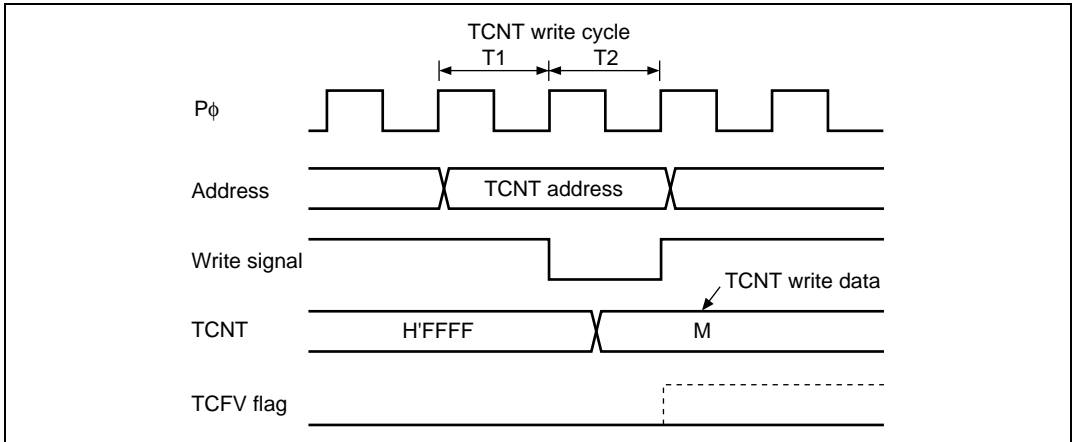 TCNT write cycle
T1 T2
Pϕ
Address TCNT address
Write signal
TCNT write data
TCNT H'FFFF M
TCFV flag